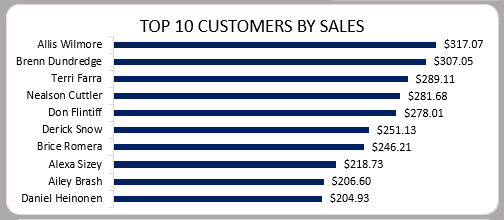 TOP 10 CUSTOMERS BY SALES
Allis Wilmore $317.07
Brenn Dundredge $307.05
Terri Farra $289.11
Nealson Cuttler $281.68
Don Flintiff $278.01
Derick Snow $251.13
Brice Romera $246.21
Alexa Sizey $218.73
Ailey Brash $206.60
Daniel Heinonen $204.93